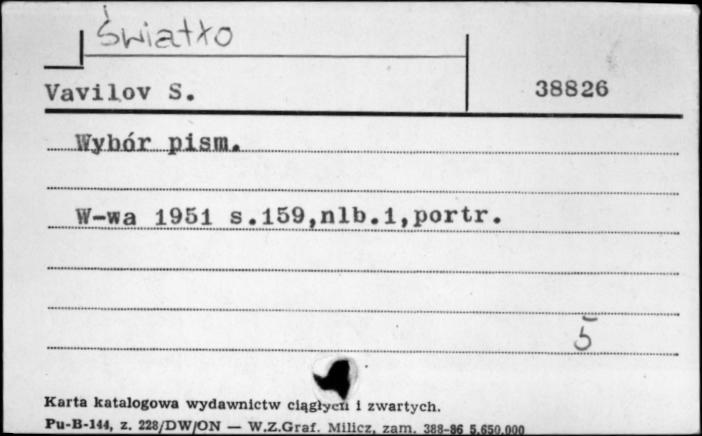 Światło
Vavilov S.
38826
Wybór pism.
W-wa 1951 s.159,nlb.1,portr.
5
Karta katalogowa wydawnictw ciągłych i zwartych.
Pu-B-144, z. 228/DW/ON — W.Z.Graf. Milicz, zam. 388-86 5.650.000